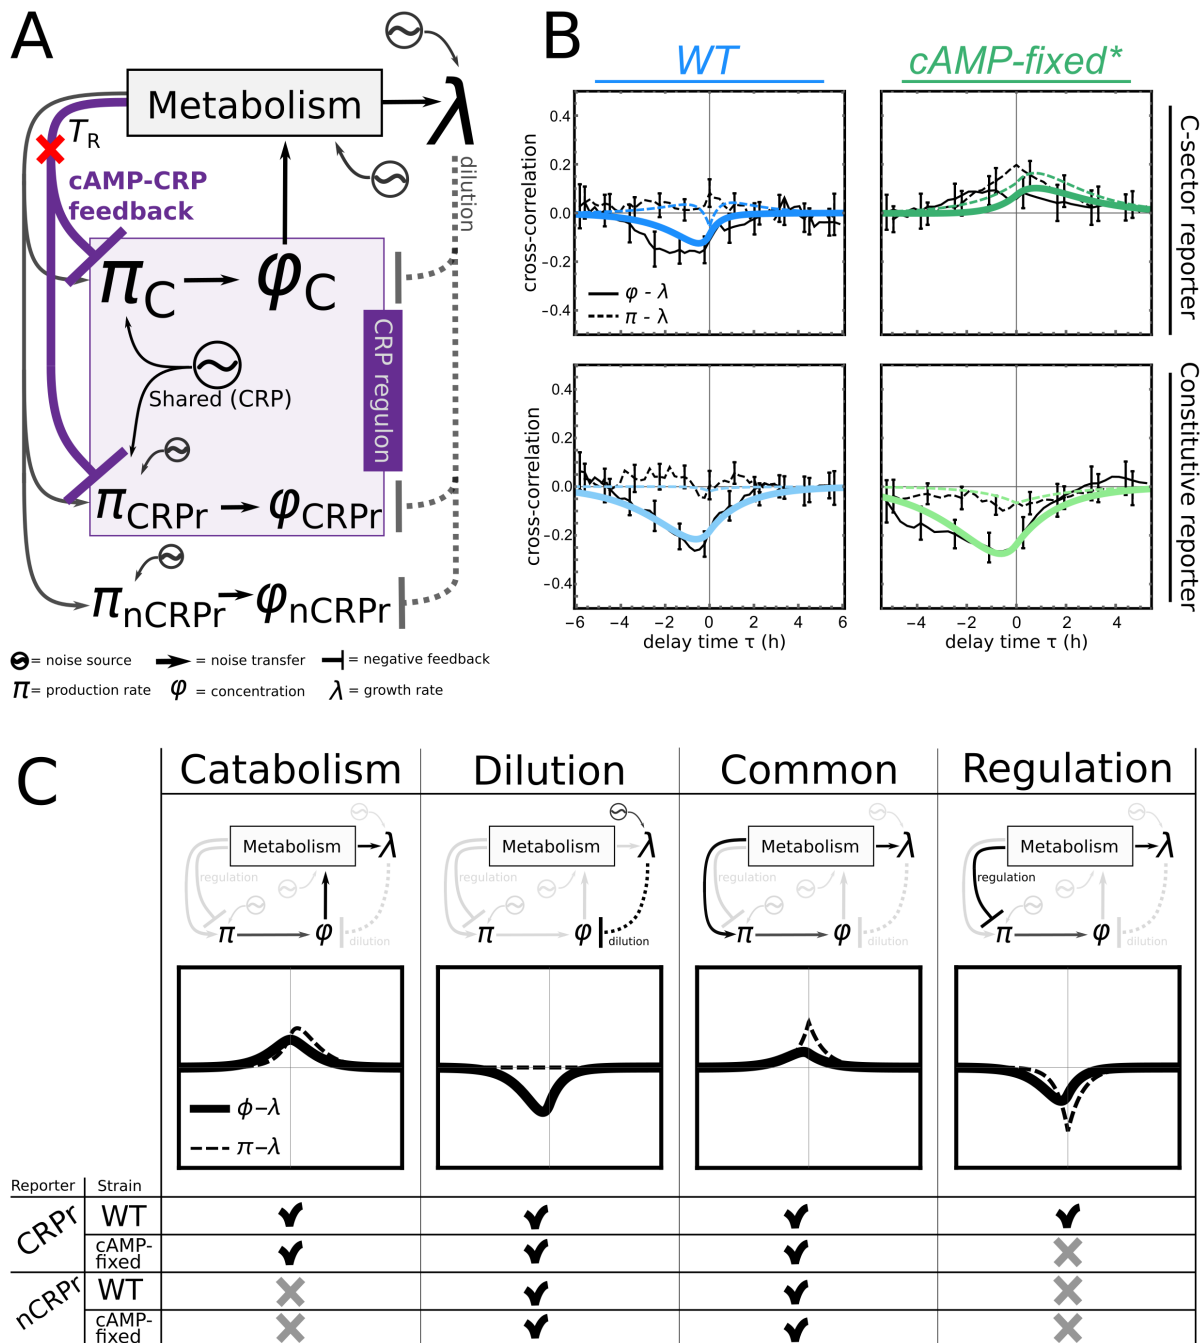 A
Metabolism
λ
T_R
cAMP-CRP
feedback
dilution
π_C
φ_C
CRP regulon
Shared (CRP)
π_CRPr
φ_CRPr
π_nCRPr
φ_nCRPr
= noise source
= noise transfer
= negative feedback
π = production rate
φ = concentration
λ = growth rate
B
WT
cAMP-fixed*
cross-correlation
0.4
0.2
0.0
−0.2
−0.4
φ - λ
π - λ
C-sector reporter
cross-correlation
0.4
0.2
0.0
−0.2
−0.4
−6 −4 −2 0 2 4 6
delay time τ (h)
−4 −2 0 2 4
delay time τ (h)
Constitutive reporter
C
Catabolism
Dilution
Common
Regulation
Metabolism
λ
regulation
π
φ
dilution
Metabolism
λ
π
φ
dilution
Metabolism
λ
π
φ
Metabolism
λ
regulation
π
φ
ϕ–λ
π–λ
Reporter
Strain
CRPr
WT
cAMP-
fixed
nCRPr
WT
cAMP-
fixed